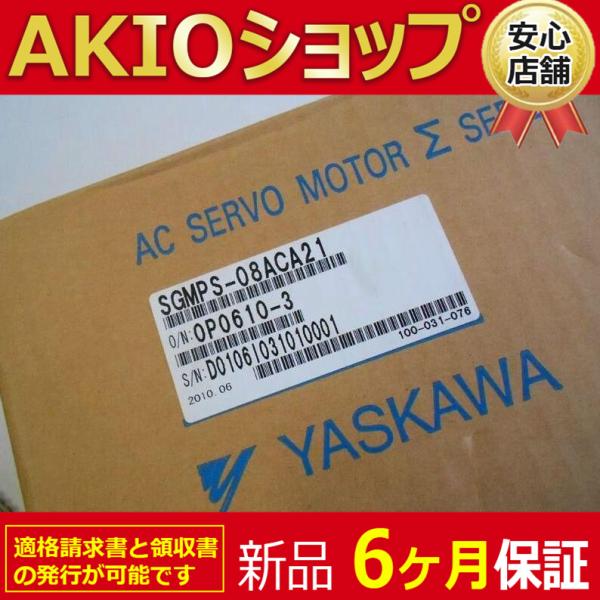 AKIOショップ
安心
店舗
AC SERVO MOTOR Σ SE
SGMPS-08ACA21
O/N:OP0610-3
S/N:D0106I031010001
2010.06
100-031-076
YASKAWA
適格請求書と領収書
の発行が可能です
新品 6ヶ月保証